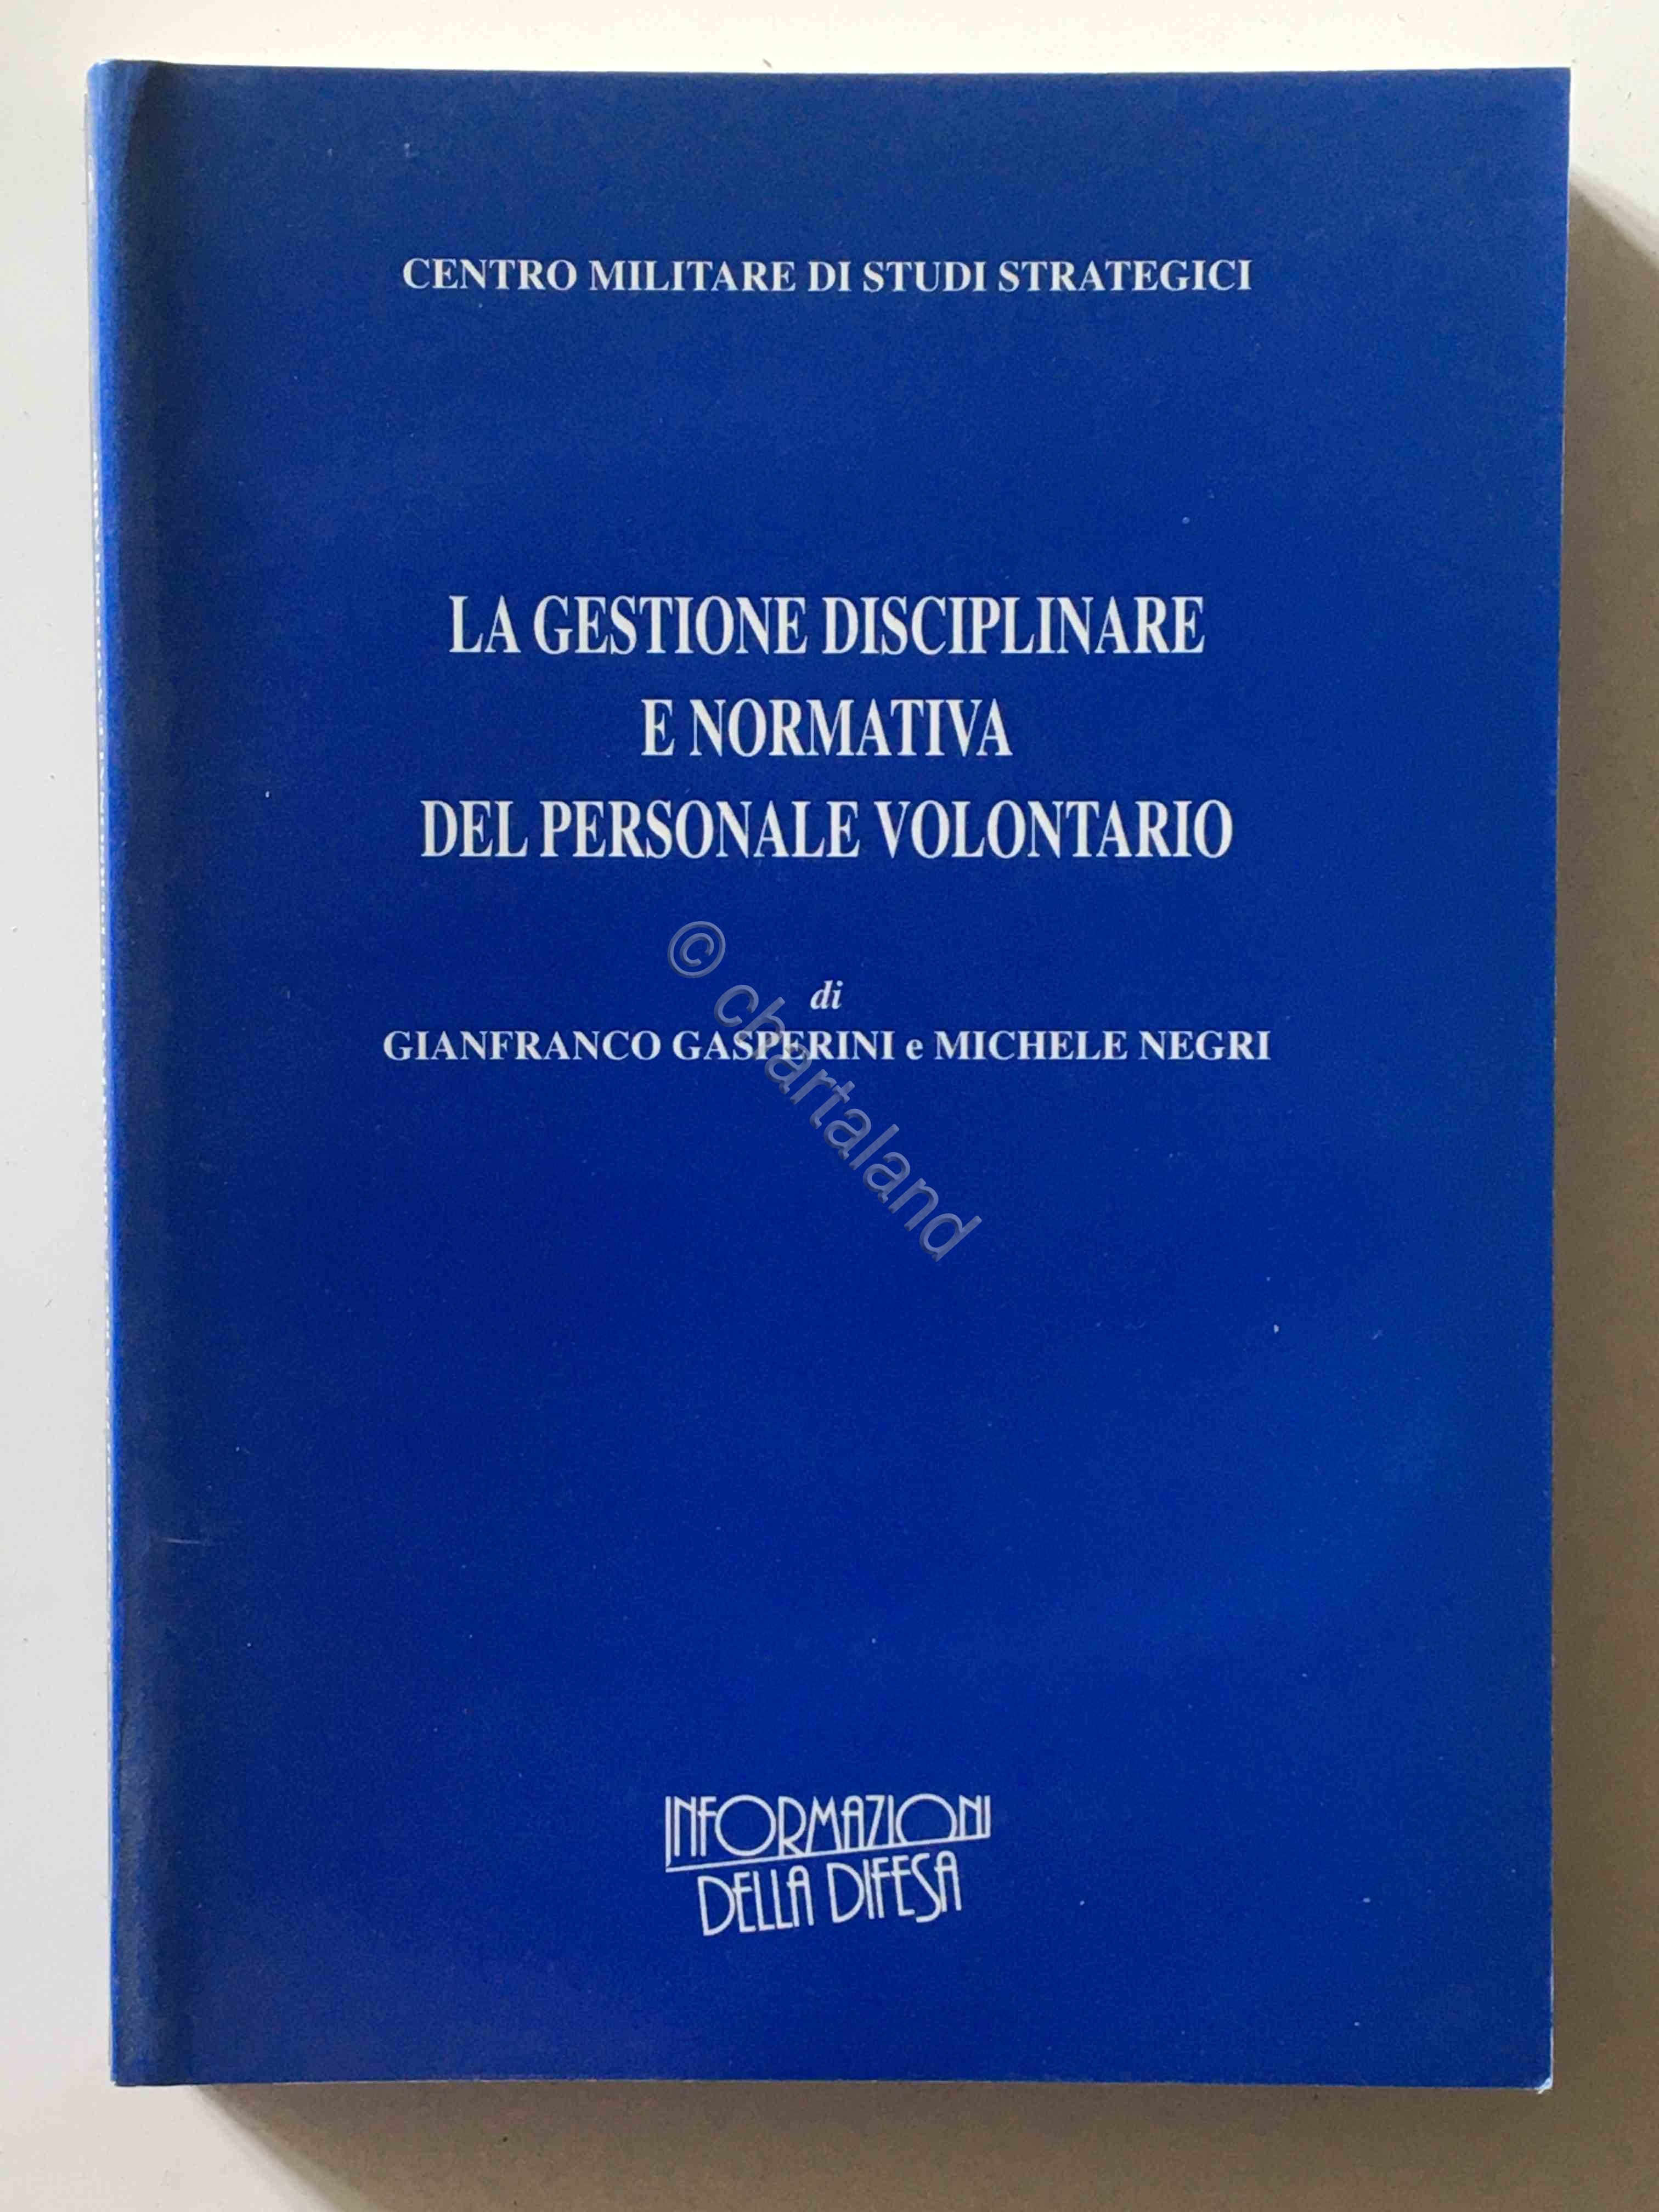 CENTRO MILITARE DI STUDI STRATEGICI
LA GESTIONE DISCIPLINARE
E NORMATIVA
DEL PERSONALE VOLONTARIO
di
GIANFRANCO GASPERINI e MICHELE NEGRI
© chartaland
INFORMAZIONI
DELLA DIFESA